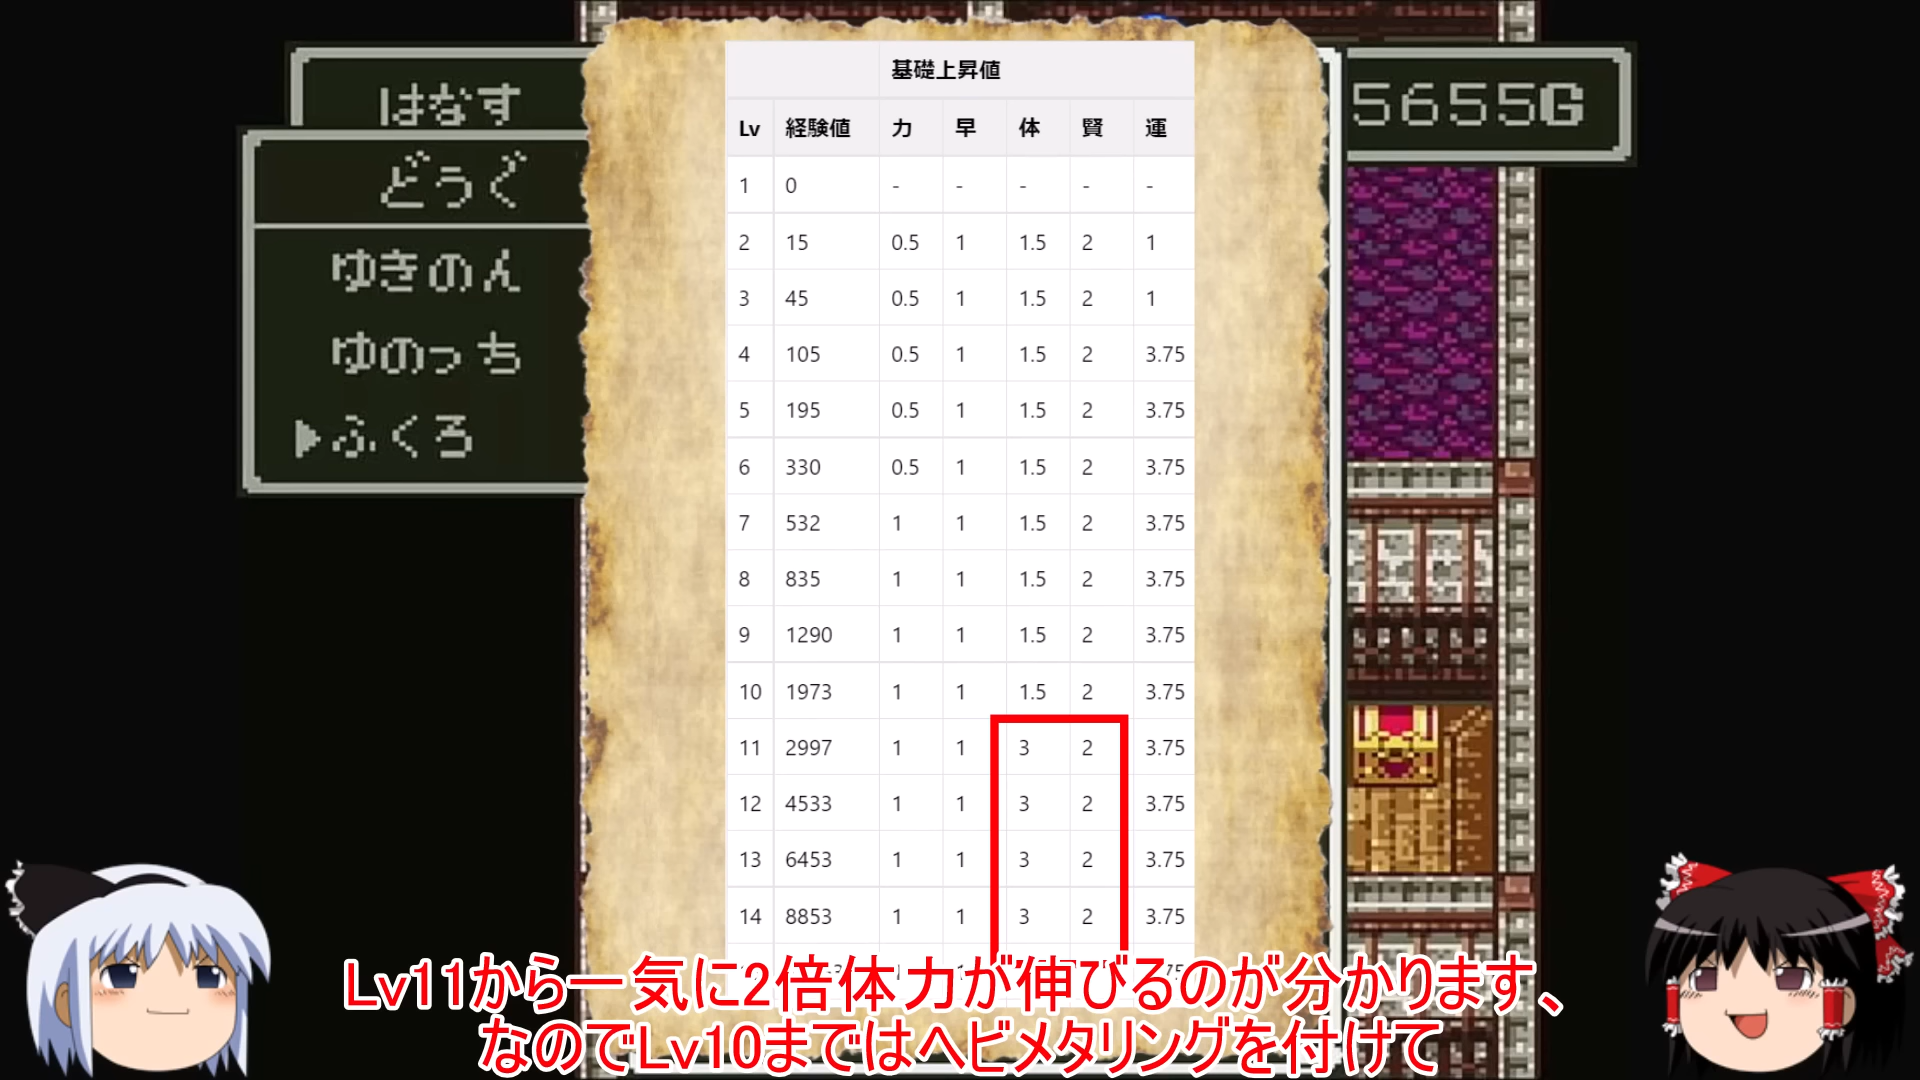 はなす
どうぐ
ゆきのん
ゆのっち
▶ふくろ
5655G
基礎上昇値
Lv 経験値 力 早 体 賢 運
1 0 - - - - -
2 15 0.5 1 1.5 2 1
3 45 0.5 1 1.5 2 1
4 105 0.5 1 1.5 2 3.75
5 195 0.5 1 1.5 2 3.75
6 330 0.5 1 1.5 2 3.75
7 532 1 1 1.5 2 3.75
8 835 1 1 1.5 2 3.75
9 1290 1 1 1.5 2 3.75
10 1973 1 1 1.5 2 3.75
11 2997 1 1 3 2 3.75
12 4533 1 1 3 2 3.75
13 6453 1 1 3 2 3.75
14 8853 1 1 3 2 3.75
Lv11から一気に2倍体力が伸びるのが分かります、
なのでLv10まではヘビメタリングを付けて